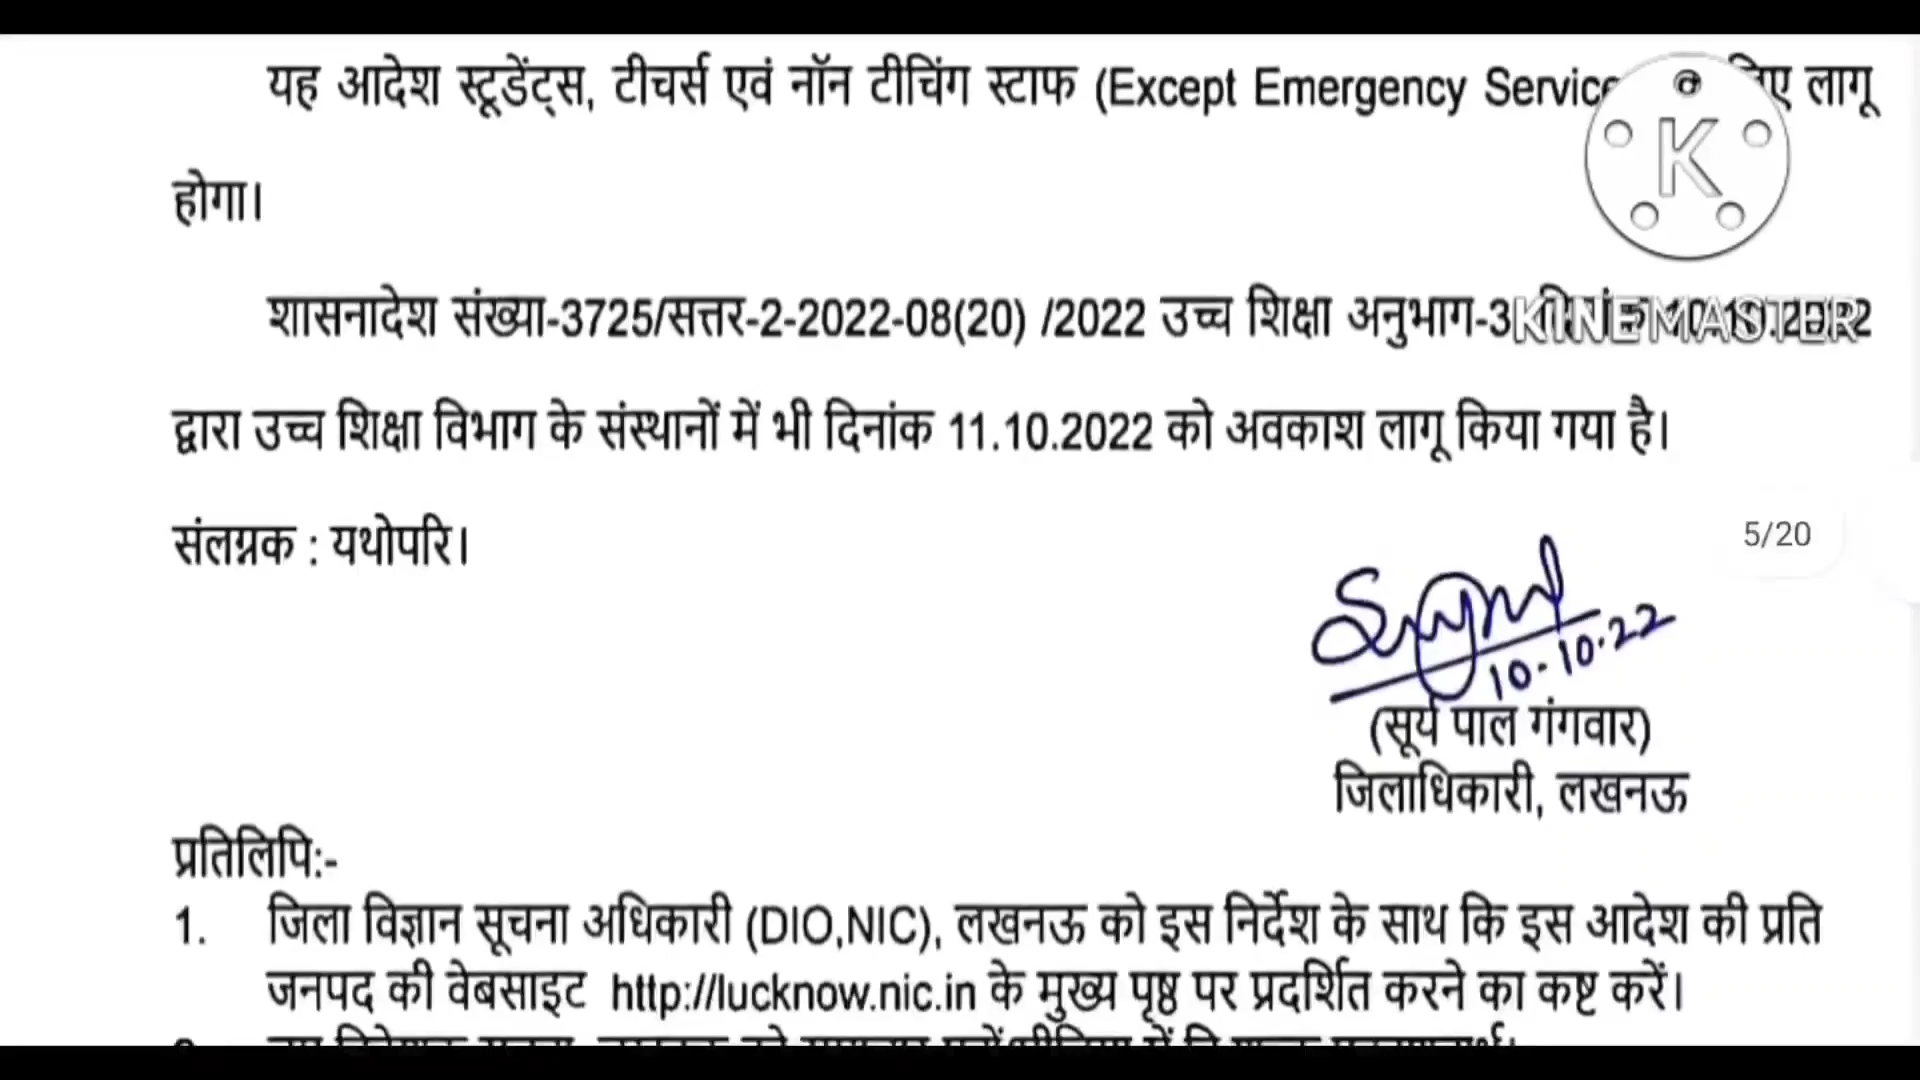 यह आदेश स्टूडेंट्स, टीचर्स एवं नॉन टीचिंग स्टाफ (Except Emergency लागू
होगा।
K
KINEMASTER
शासनादेश संख्या-3725/सत्तर-2-2022-08(20) /2022 उच्च शिक्षा अनुभाग-3
द्वारा उच्च शिक्षा विभाग के संस्थानों में भी दिनांक 11.10.2022 को अवकाश लागू किया गया है।
संलग्नक : यथोपरि।
5/20
10.10.22
(सूर्य पाल गंगवार)
जिलाधिकारी, लखनऊ
प्रतिलिपि:-
1. जिला विज्ञान सूचना अधिकारी (DIO,NIC), लखनऊ को इस निर्देश के साथ कि इस आदेश की प्रति
जनपद की वेबसाइट http://lucknow.nic.in के मुख्य पृष्ठ पर प्रदर्शित करने का कष्ट करें।